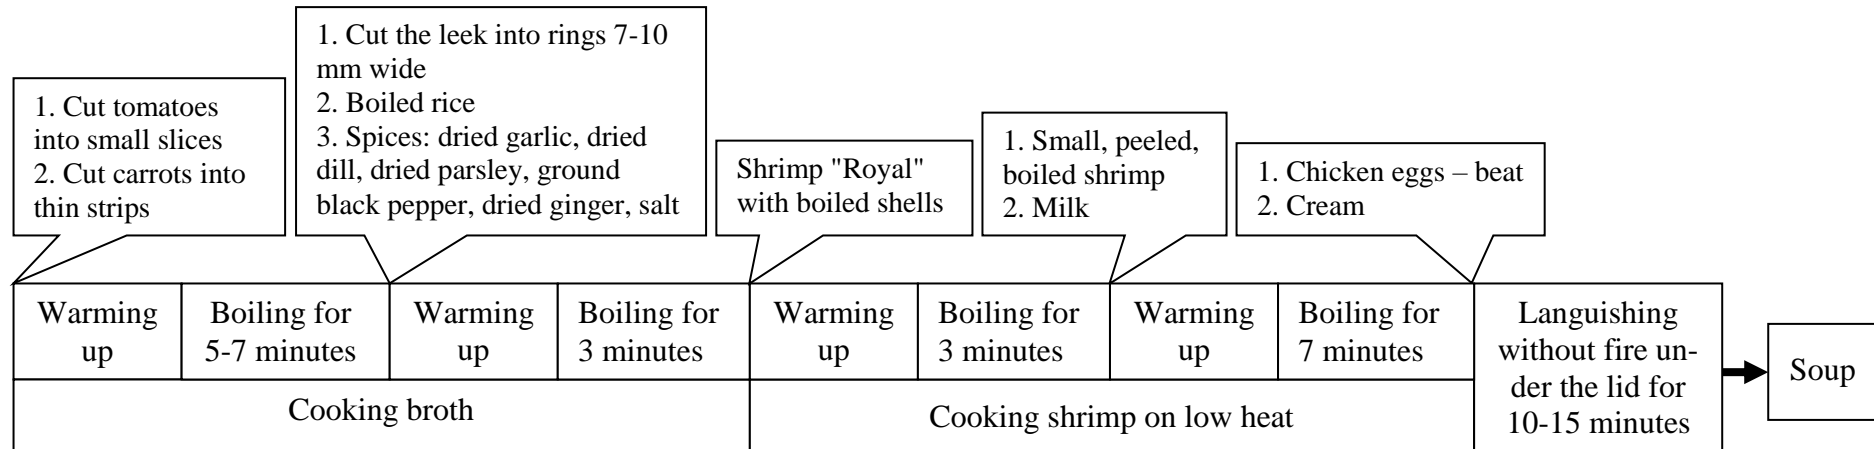 1. Cut tomatoes
into small slices
2. Cut carrots into
thin strips
1. Cut the leek into rings 7-10
mm wide
2. Boiled rice
3. Spices: dried garlic, dried
dill, dried parsley, ground
black pepper, dried ginger, salt
Shrimp "Royal"
with boiled shells
1. Small, peeled,
boiled shrimp
2. Milk
1. Chicken eggs – beat
2. Cream
Warming
up
Boiling for
5-7 minutes
Warming
up
Boiling for
3 minutes
Warming
up
Boiling for
3 minutes
Warming
up
Boiling for
7 minutes
Languishing
without fire un-
der the lid for
10-15 minutes
Soup
Cooking broth
Cooking shrimp on low heat